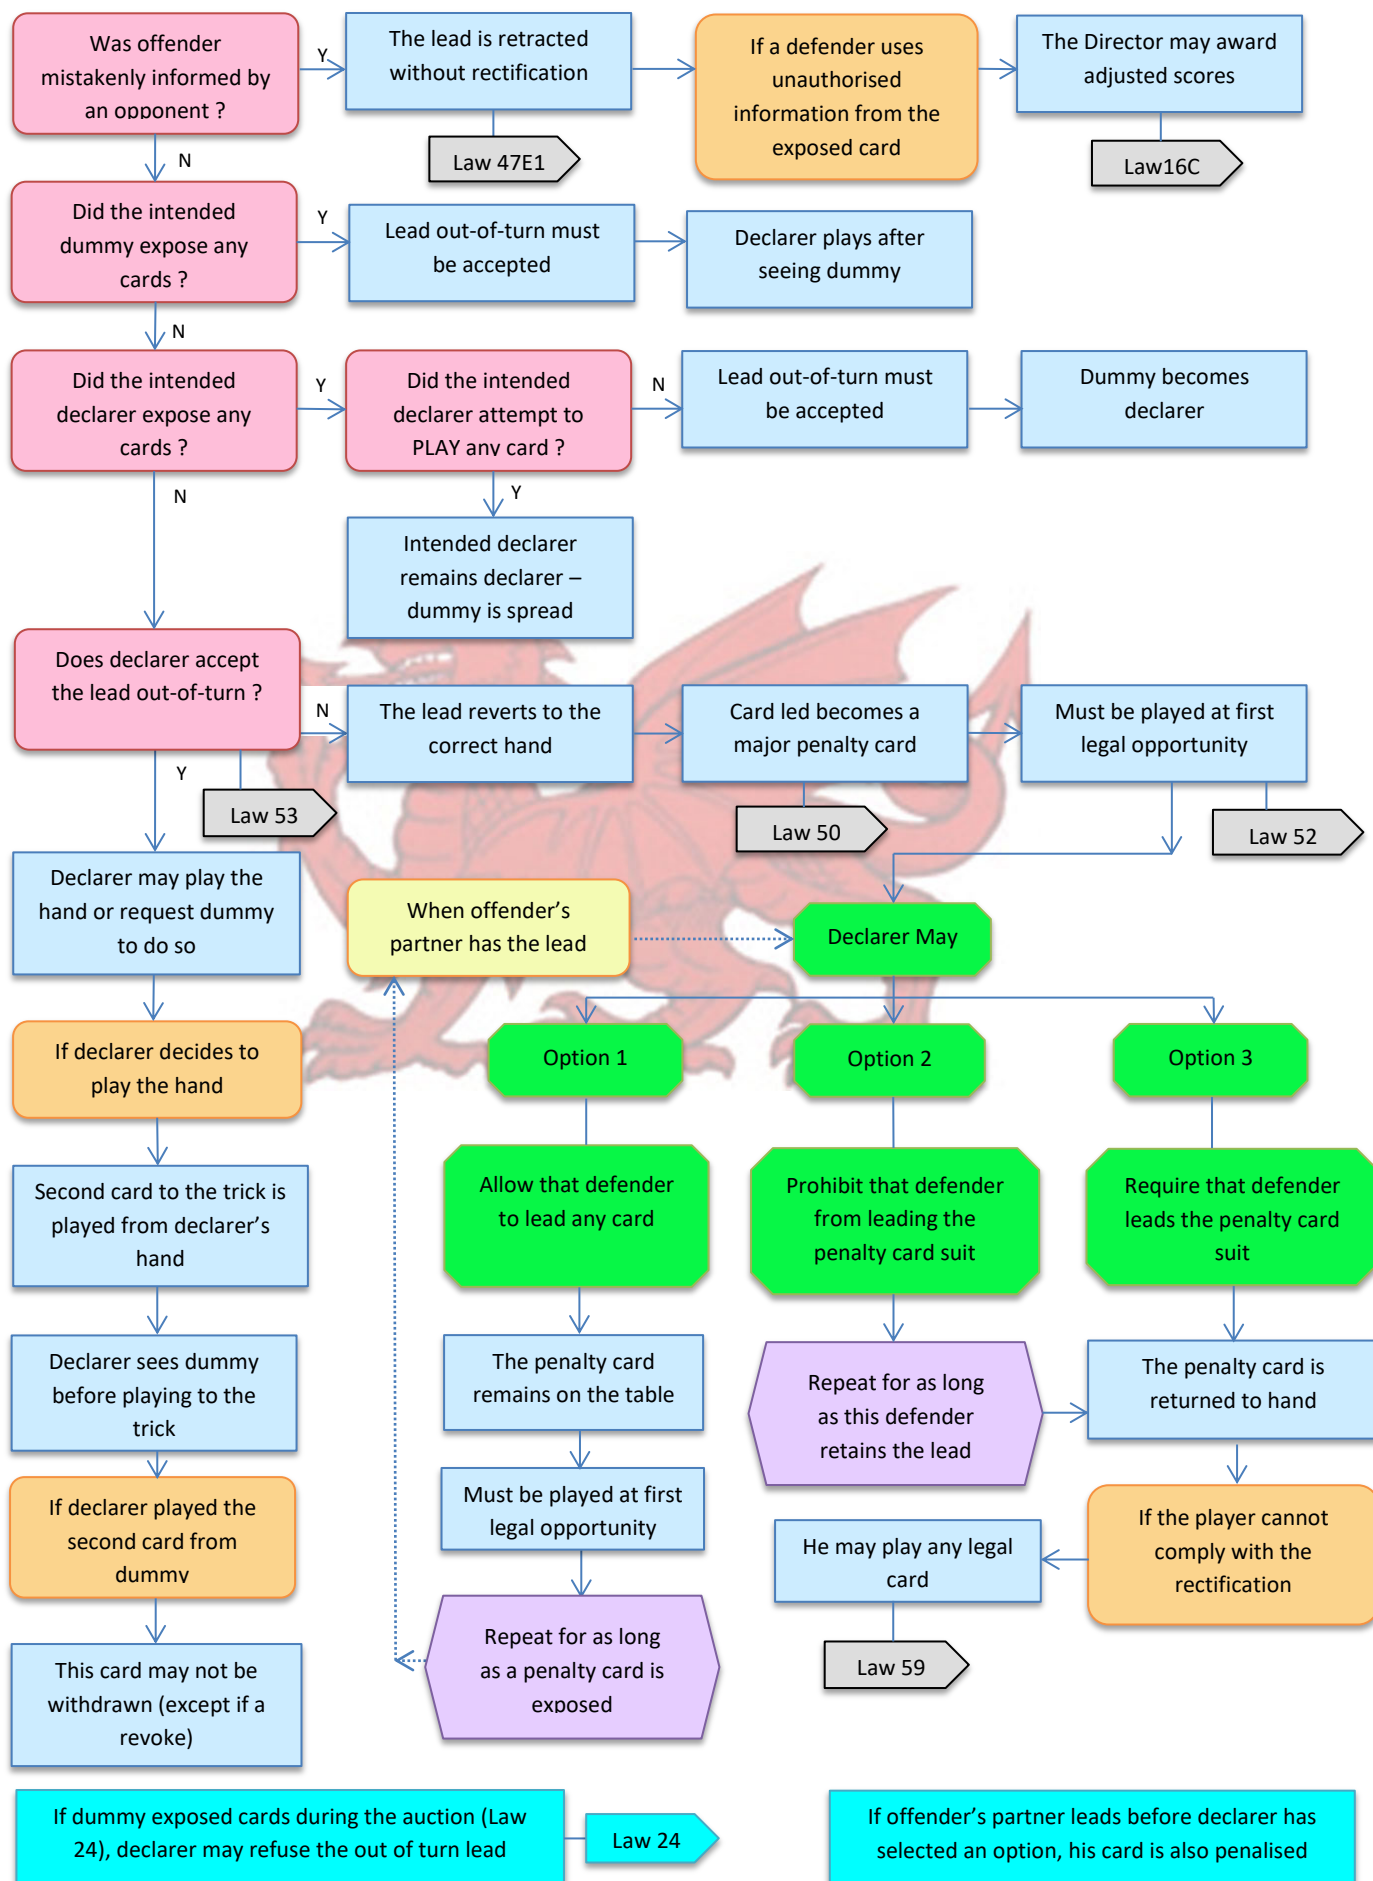 Was offender
mistakenly informed by
an opponent ?
Y
The lead is retracted
without rectification
If a defender uses
unauthorised
information from the
exposed card
The Director may award
adjusted scores
Law 47E1
Law16C
N
Did the intended
dummy expose any
cards ?
Y
Lead out-of-turn must
be accepted
Declarer plays after
seeing dummy
N
Did the intended
declarer expose any
cards ?
Y
Did the intended
declarer attempt to
PLAY any card ?
N
Lead out-of-turn must
be accepted
Dummy becomes
declarer
N
Y
Intended declarer
remains declarer –
dummy is spread
Does declarer accept
the lead out-of-turn ?
N
The lead reverts to the
correct hand
Card led becomes a
major penalty card
Must be played at first
legal opportunity
Y
Law 53
Law 50
Law 52
Declarer may play the
hand or request dummy
to do so
When offender’s
partner has the lead
Declarer May
If declarer decides to
play the hand
Option 1
Option 2
Option 3
Second card to the trick is
played from declarer’s
hand
Allow that defender
to lead any card
Prohibit that defender
from leading the
penalty card suit
Require that defender
leads the penalty card
suit
Declarer sees dummy
before playing to the
trick
The penalty card
remains on the table
Repeat for as long
as this defender
retains the lead
The penalty card is
returned to hand
If declarer played the
second card from
dummy
Must be played at first
legal opportunity
He may play any legal
card
If the player cannot
comply with the
rectification
This card may not be
withdrawn (except if a
revoke)
Repeat for as long
as a penalty card is
exposed
Law 59
If dummy exposed cards during the auction (Law
24), declarer may refuse the out of turn lead
Law 24
If offender’s partner leads before declarer has
selected an option, his card is also penalised